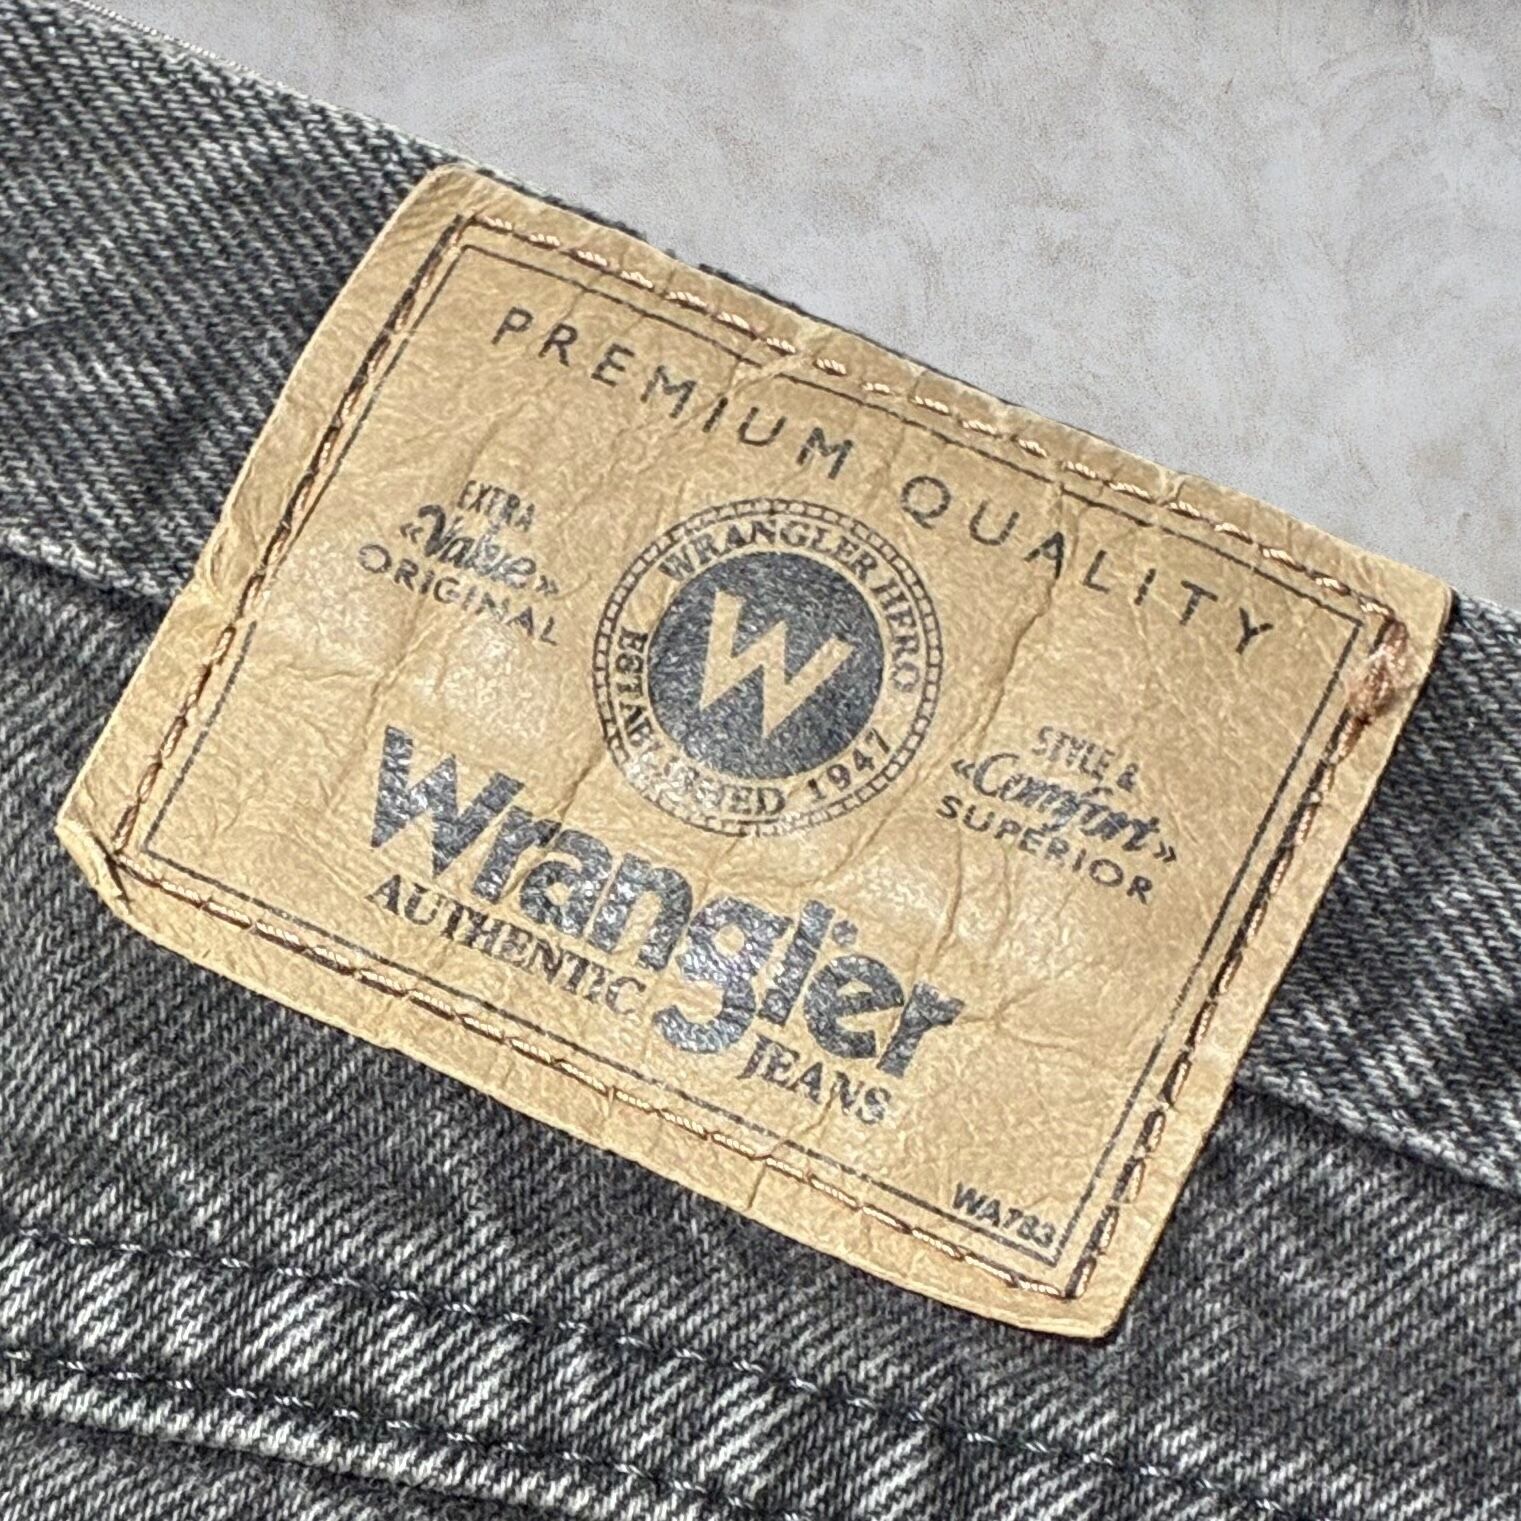 PREMIUM QUALITY
EXTRA
«Value»
ORIGINAL
WRANGLER HERO
W
ESTABLISHED 1947
STYLE &
«Comfort»
SUPERIOR
Wrangler
AUTHENTIC
JEANS
WA783